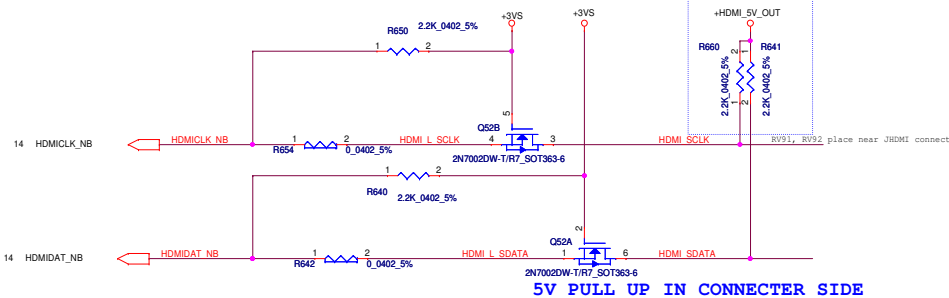 +3VS +3VS +HDMI_5V_OUT
R650 2.2K_0402_5%
1 2
R660 R641
2 1
2.2K_0402_5% 2.2K_0402_5%
1 2
5
Q52B
14 HDMICLK_NB HDMICLK_NB 1 2 HDMI_L_SCLK 4 3 HDMI_SCLK RV91, RV92 place near JHDMI connect
R654 0_0402_5%
2N7002DW-T/R7_SOT363-6
1 2
R640
2.2K_0402_5%
2
Q52A
14 HDMIDAT_NB HDMIDAT_NB 1 2 HDMI_L_SDATA 1 6 HDMI_SDATA
R642 0_0402_5%
2N7002DW-T/R7_SOT363-6
5V PULL UP IN CONNECTER SIDE